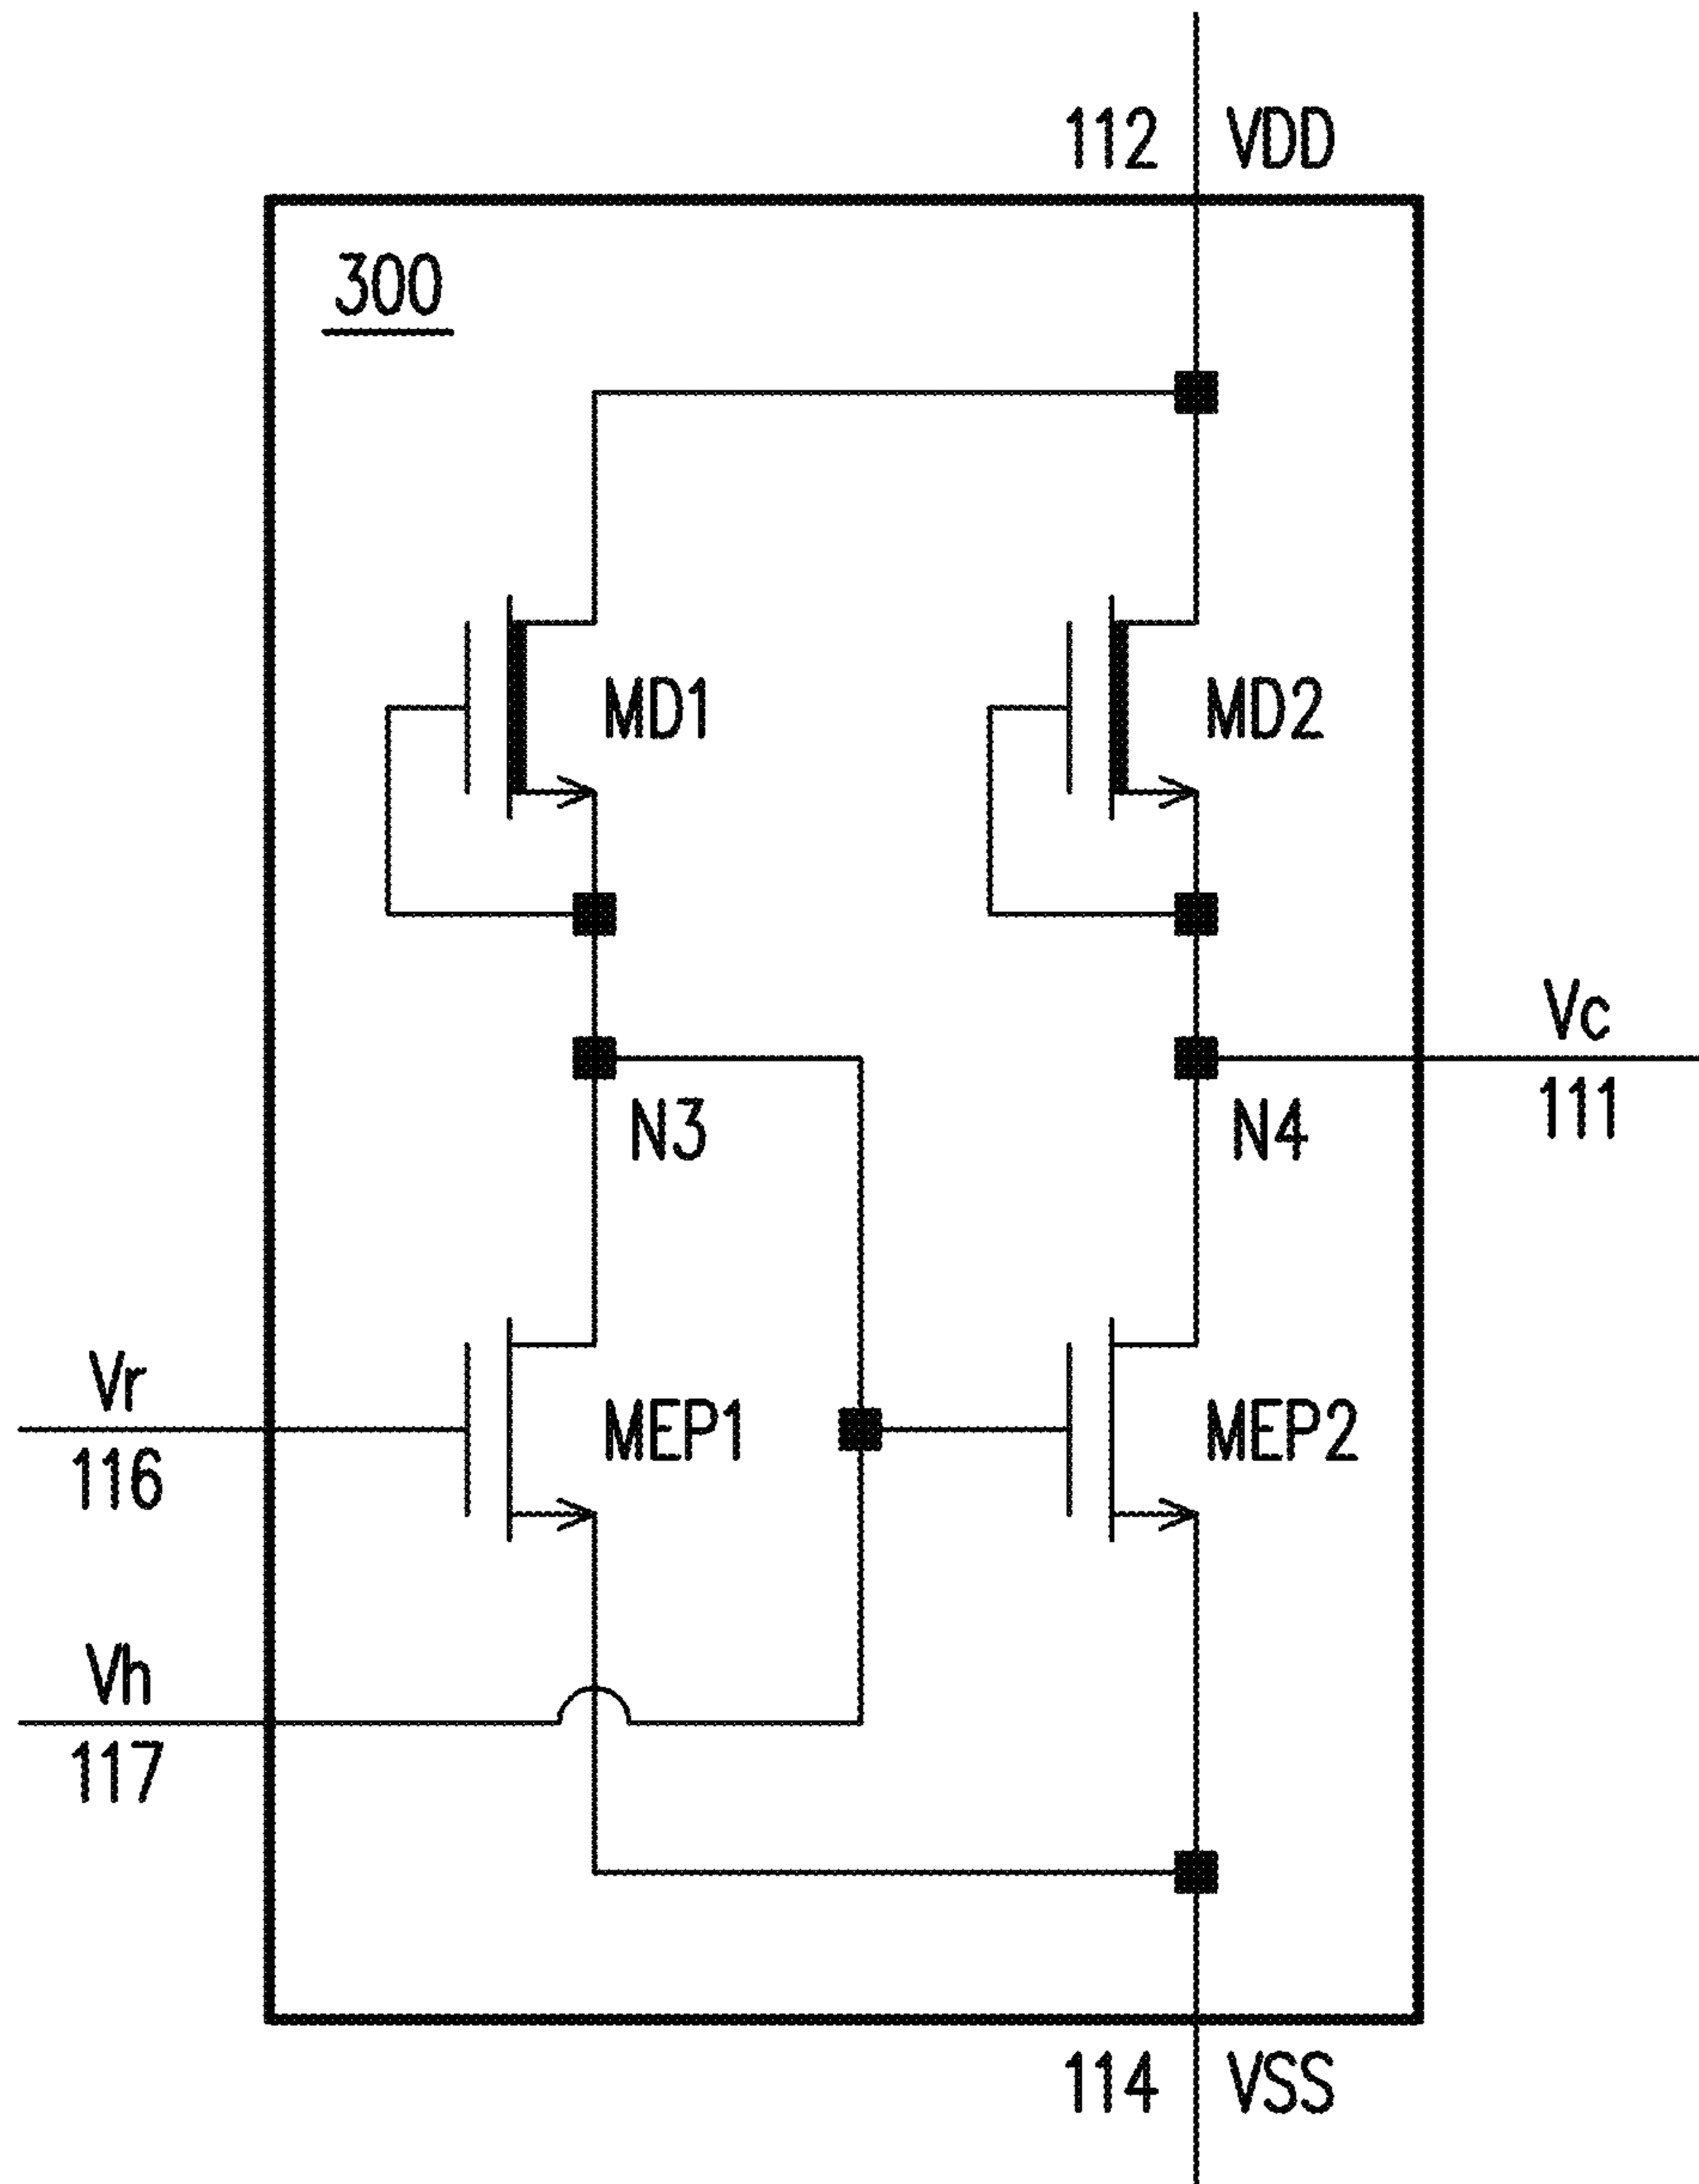 112 VDD
300
MD1 MD2
Vc
111
N3 N4
Vr
116
MEP1 MEP2
Vh
117
114 VSS